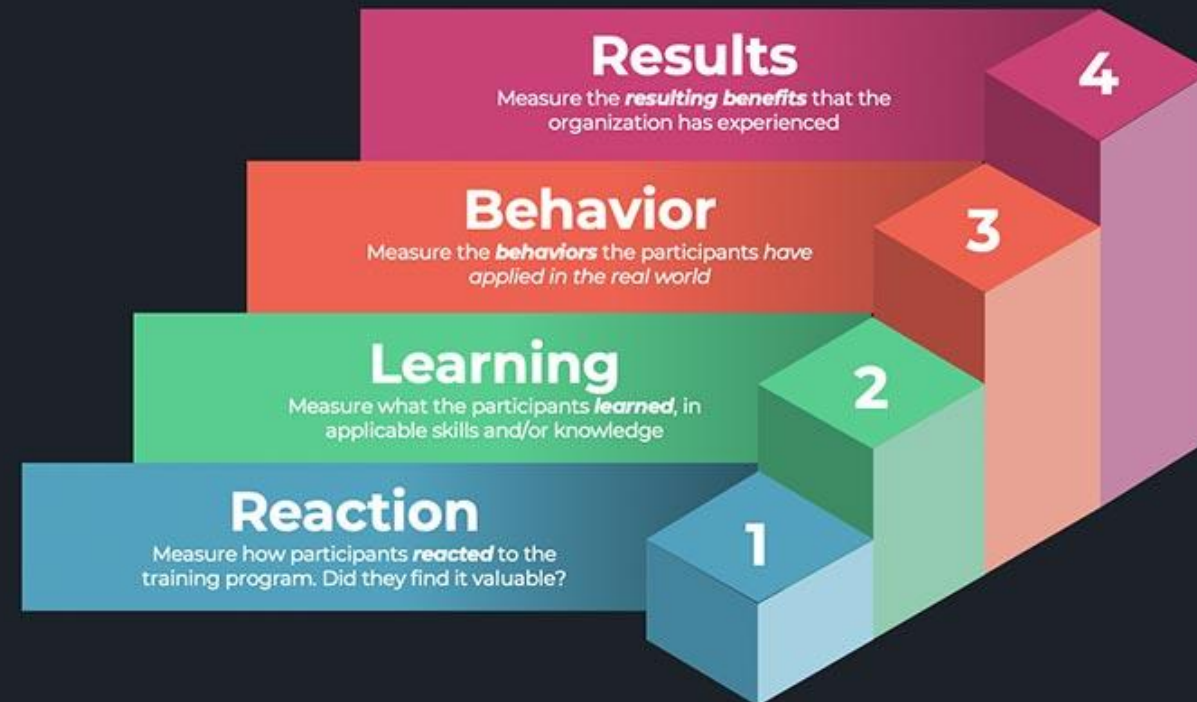 Results
Measure the resulting benefits that the
organization has experienced
4
Behavior
Measure the behaviors the participants have
applied in the real world
3
Learning
Measure what the participants learned, in
applicable skills and/or knowledge
2
Reaction
Measure how participants reacted to the
training program. Did they find it valuable?
1